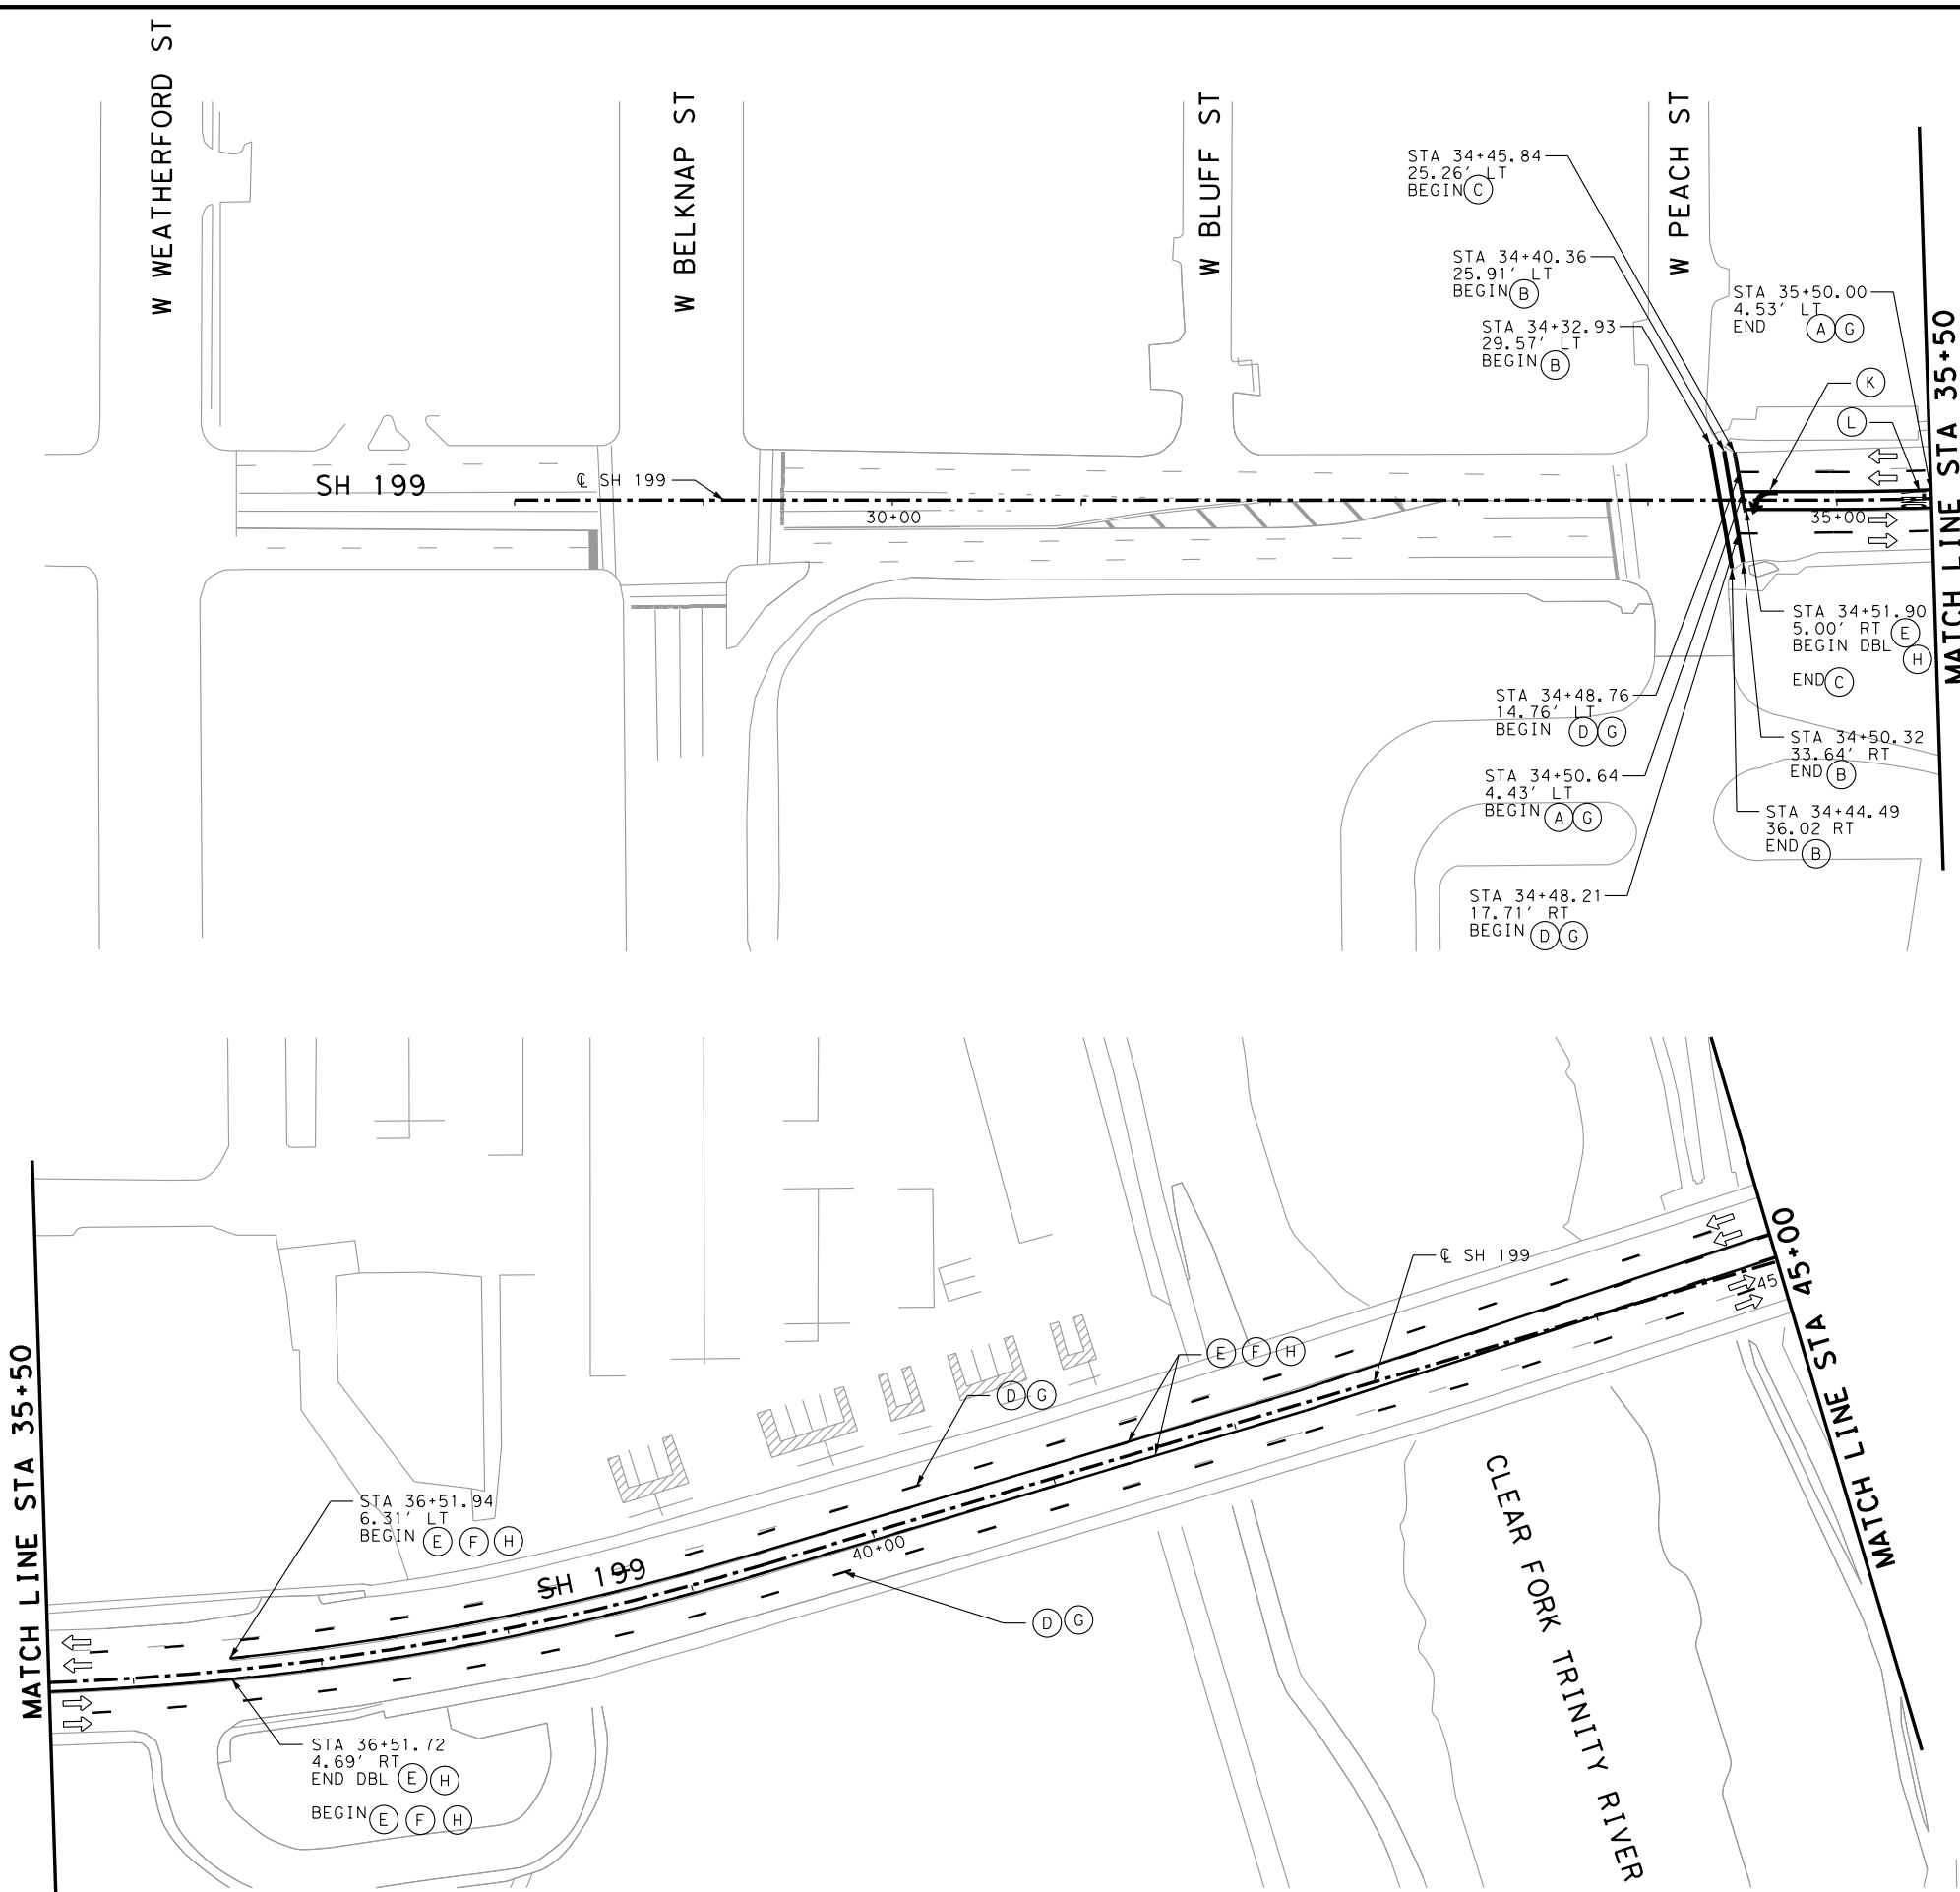 W WEATHERFORD ST
W BELKNAP ST
W BLUFF ST
W PEACH ST
STA 34+45.84
25.26' LT
BEGIN C
STA 34+40.36
25.91' LT
BEGIN B
STA 34+32.93
29.57' LT
BEGIN B
STA 35+50.00
4.53' LT
END A G
K
L
MATCH LINE STA 35+50
SH 199
℄ SH 199
30+00
35+00
STA 34+51.90
5.00' RT
BEGIN DBL E
H
END C
STA 34+48.76
14.76' LT
BEGIN D G
STA 34+50.32
33.64' RT
END B
STA 34+50.64
4.43' LT
BEGIN A G
STA 34+44.49
36.02 RT
END B
STA 34+48.21
17.71' RT
BEGIN D G
MATCH LINE STA 35+50
STA 36+51.94
6.31' LT
BEGIN E F H
SH 199
D G
E F H
℄ SH 199
40+00
45
MATCH LINE STA 45+00
D G
CLEAR FORK TRINITY RIVER
STA 36+51.72
4.69' RT
END DBL E H
BEGIN E F H